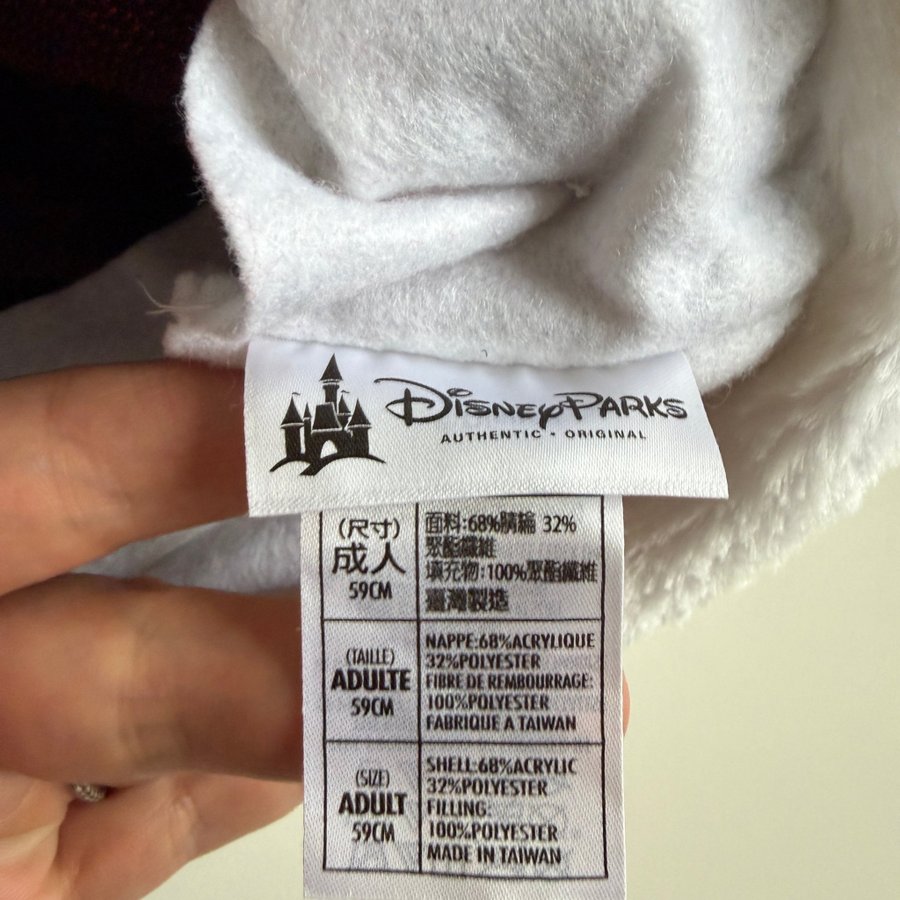 Disney Parks
AUTHENTIC • ORIGINAL
(尺寸)
成人
59CM
面料:68%腈綸 32%
聚酯纖維
填充物:100%聚酯纖維
臺灣製造
(TAILLE)
ADULTE
59CM
NAPPE:68%ACRYLIQUE
32%POLYESTER
FIBRE DE REMBOURRAGE:
100%POLYESTER
FABRIQUE A TAIWAN
(SIZE)
ADULT
59CM
SHELL:68%ACRYLIC
32%POLYESTER
FILLING:
100%POLYESTER
MADE IN TAIWAN